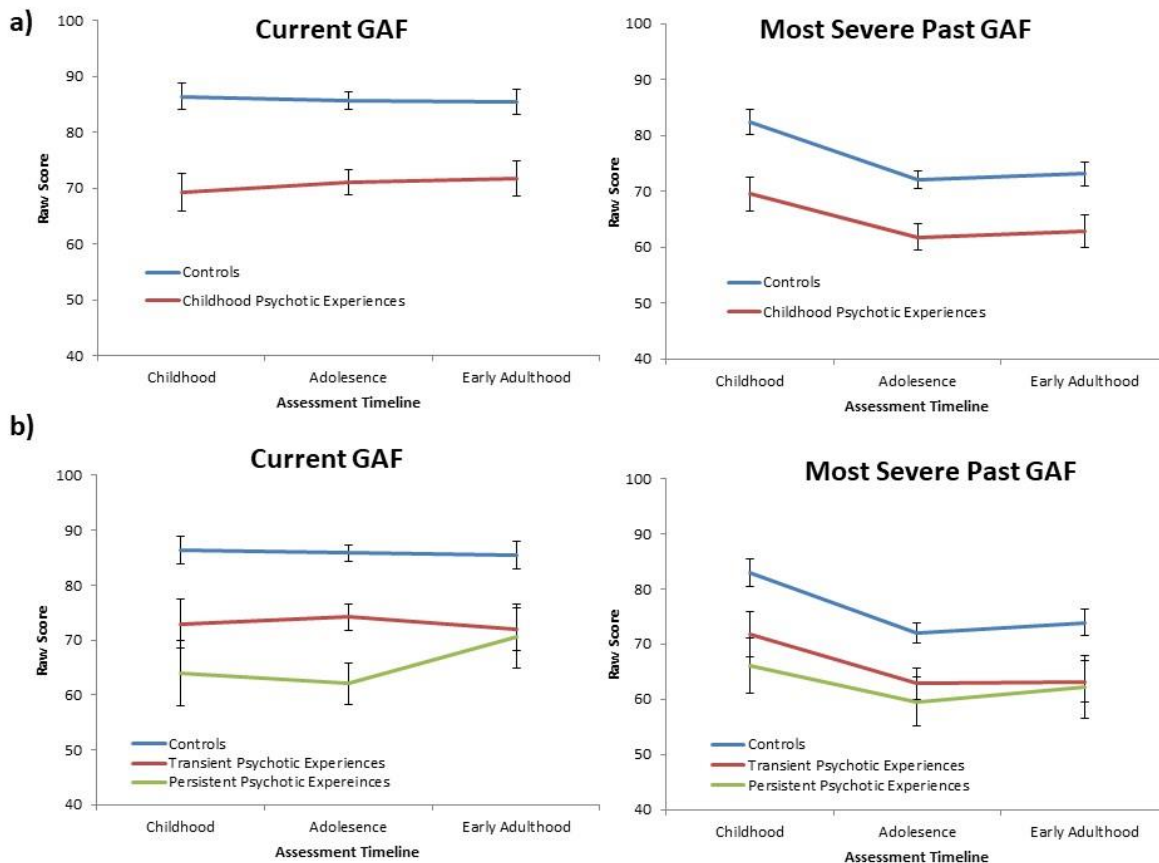 a)
Current GAF
100
90
80
70
60
50
40
Raw Score
Controls
Childhood Psychotic Experiences
Childhood
Adolesence
Early Adulthood
Assessment Timeline
Most Severe Past GAF
100
90
80
70
60
50
40
Raw Score
Controls
Childhood Psychotic Experiences
Childhood
Adolesence
Early Adulthood
Assessment Timeline
b)
Current GAF
100
90
80
70
60
50
40
Raw Score
Controls
Transient Psychotic Experiences
Persistent Psychotic Expereinces
Childhood
Adolesence
Early Adulthood
Assessment Timeline
Most Severe Past GAF
100
90
80
70
60
50
40
Raw Score
Controls
Transient Psychotic Experiences
Persistent Psychotic Experiences
Childhood
Adolesence
Early Adulthood
Assessment Timeline